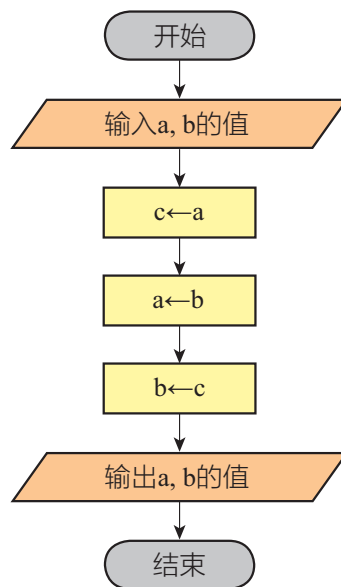 开始
输入a, b的值
c←a
a←b
b←c
输出a, b的值
结束